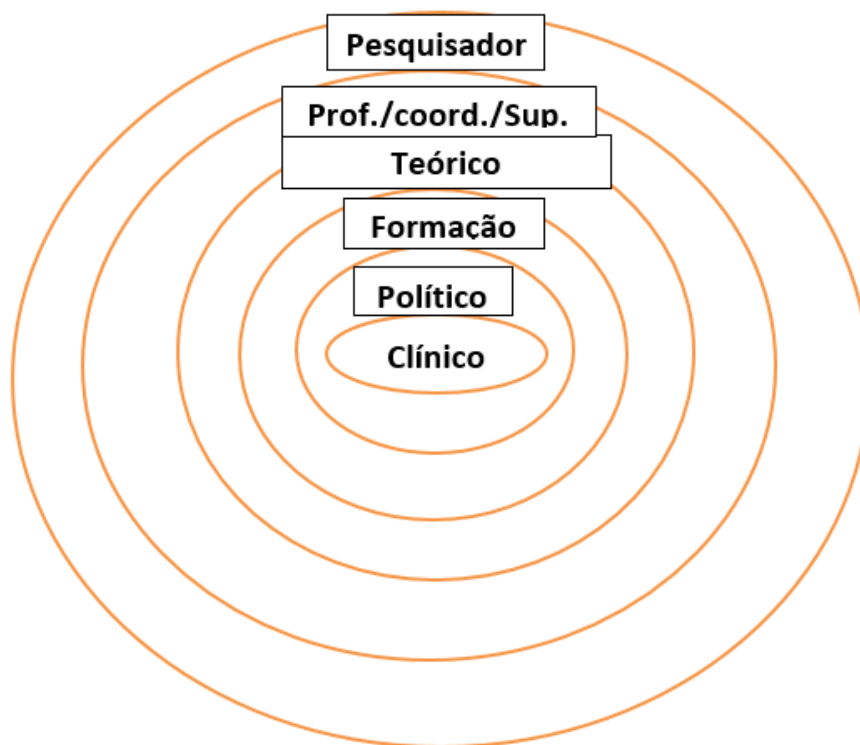 Pesquisador
Prof./coord./Sup.
Teórico
Formação
Político
Clínico